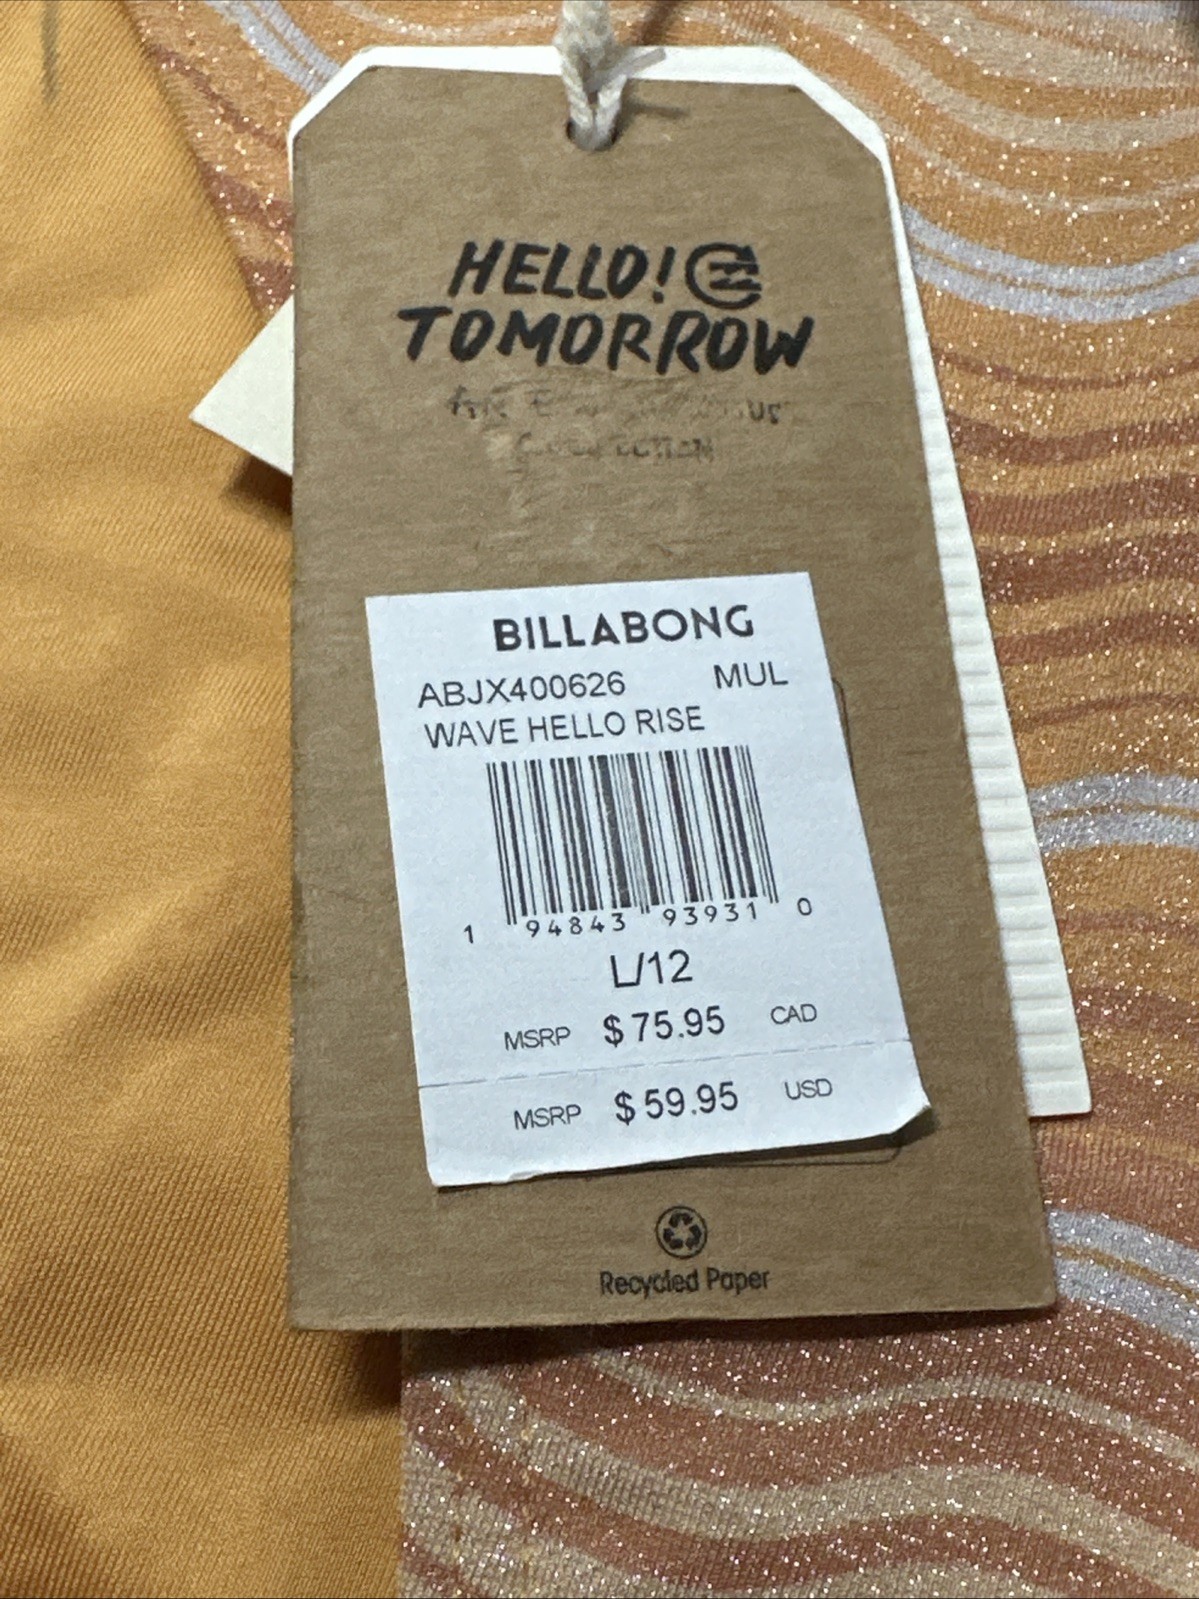 HELLO!
TOMORROW
COLLECTION
BILLABONG
ABJX400626 MUL
WAVE HELLO RISE
1 94843 93931 0
L/12
MSRP $75.95 CAD
MSRP $59.95 USD
Recycled Paper